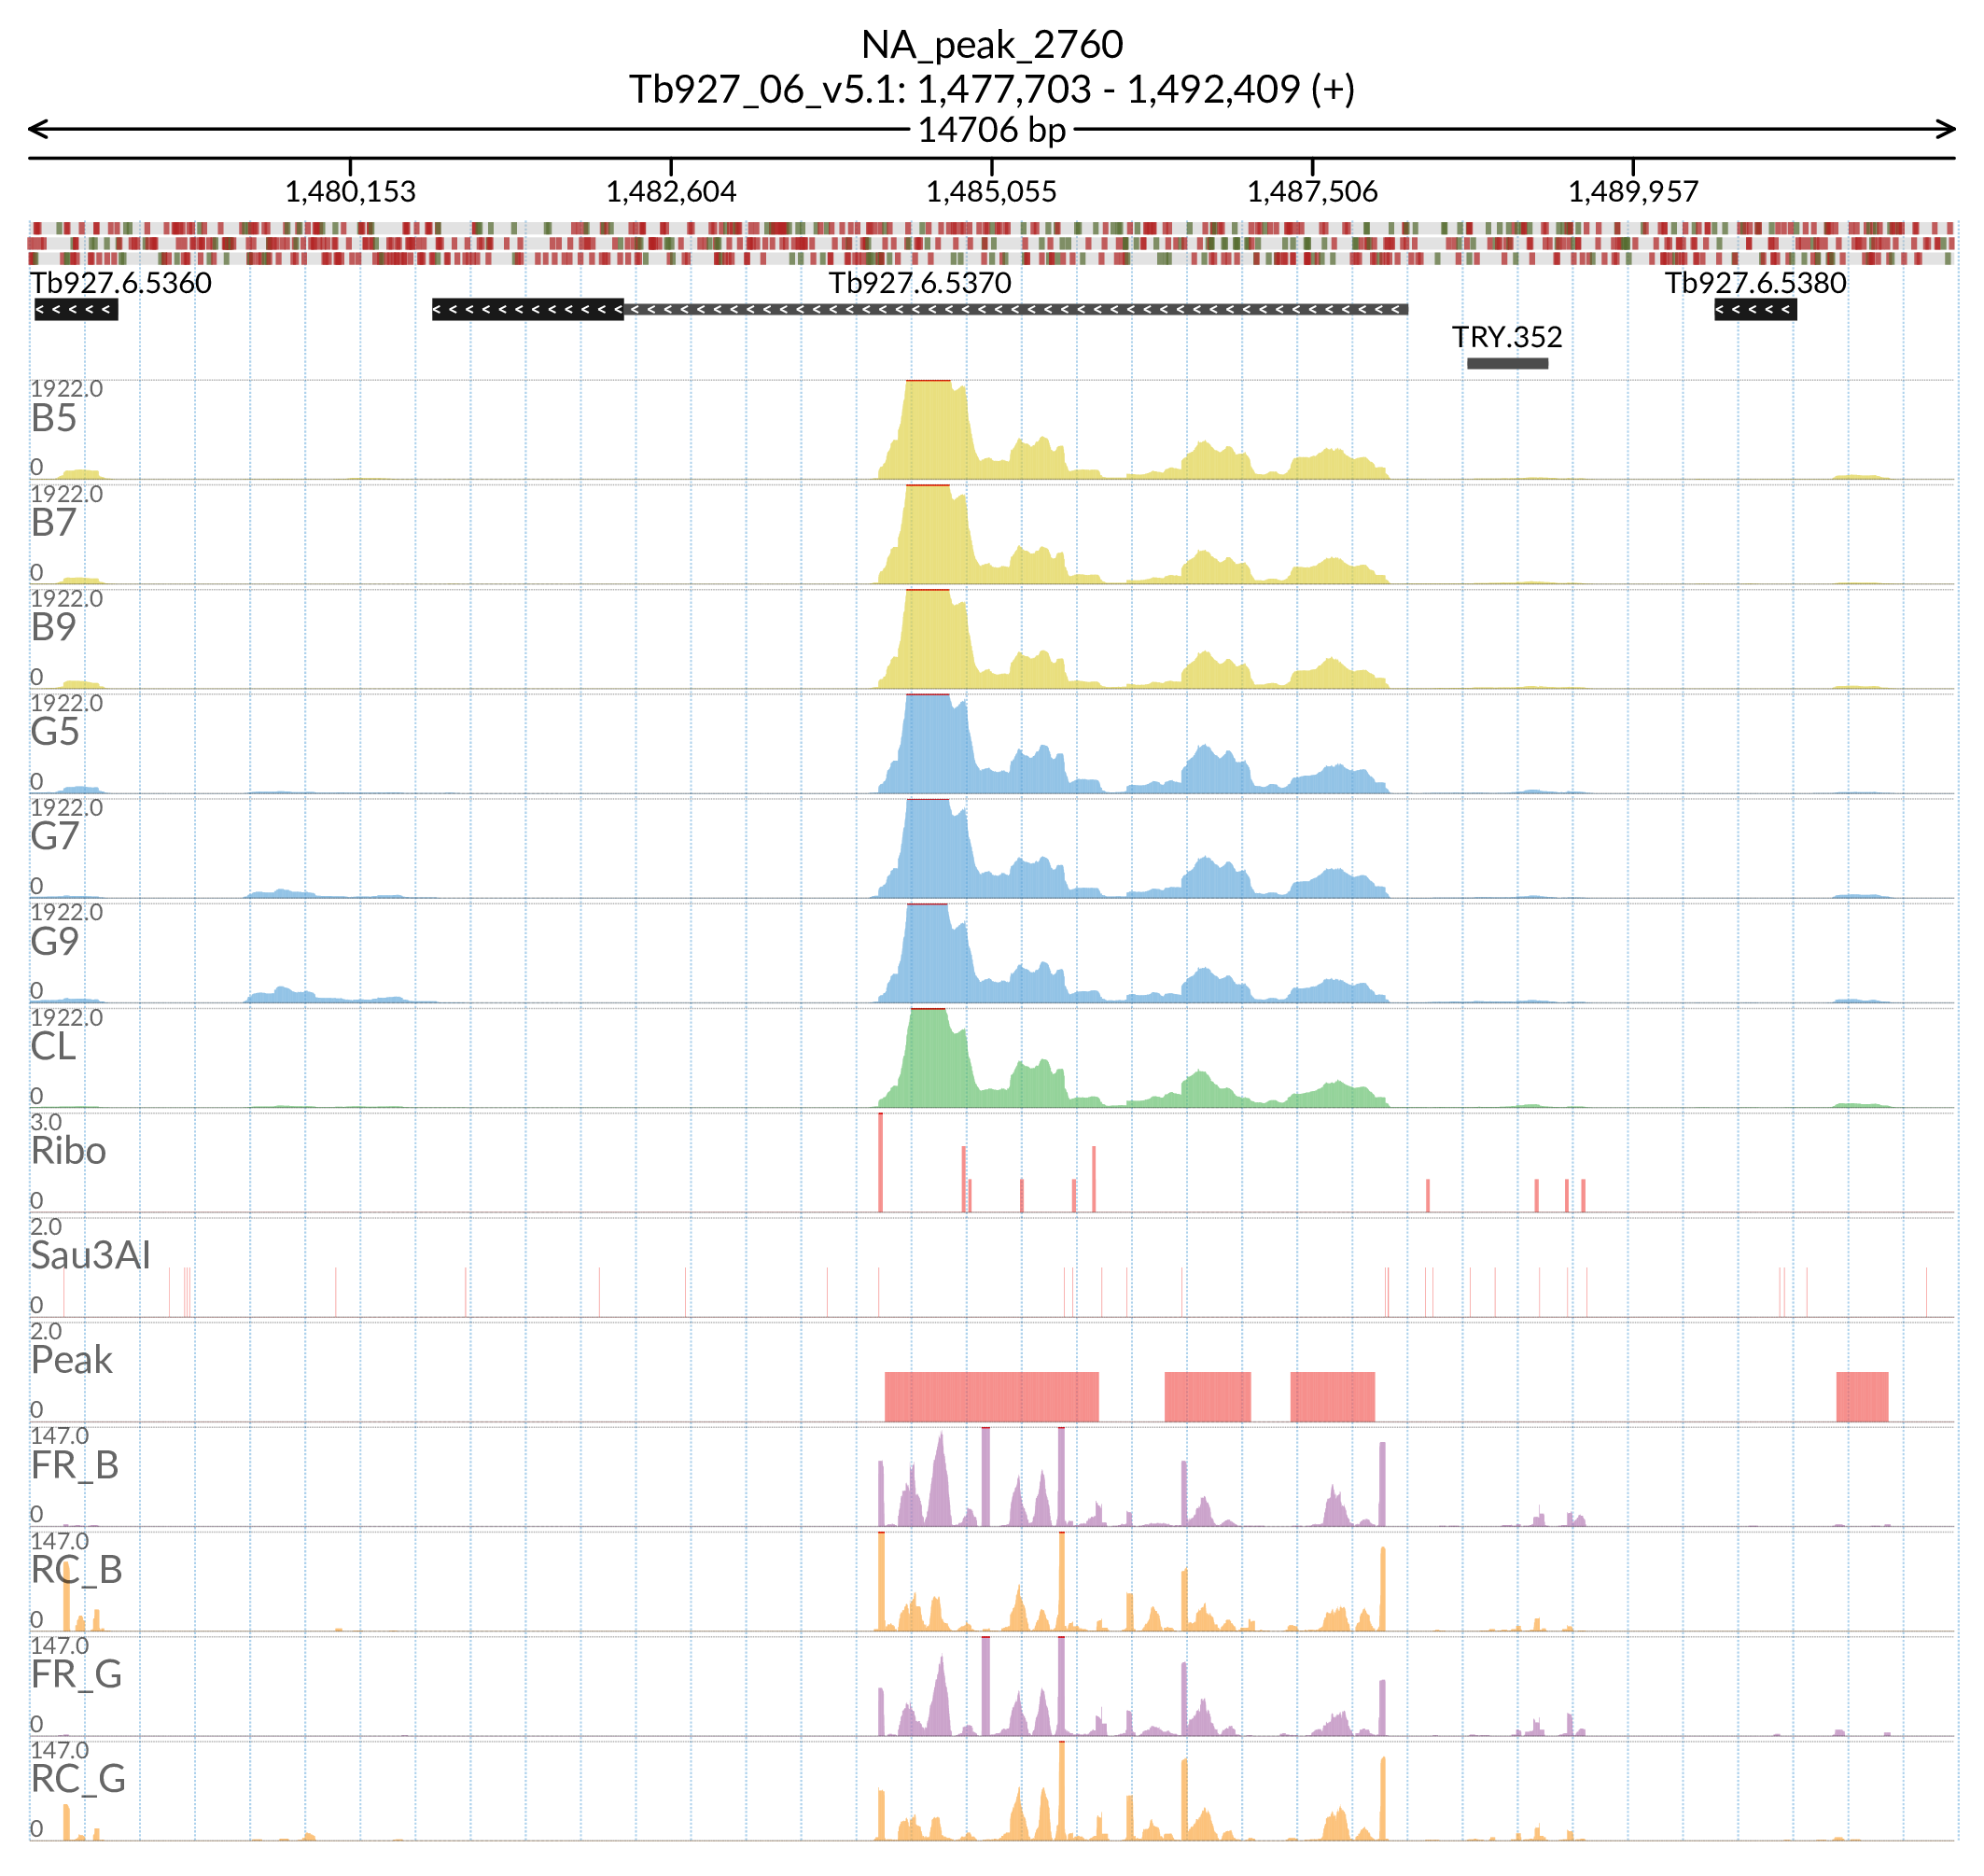 NA_peak_2760
Tb927_06_v5.1: 1,477,703 - 1,492,409 (+)
14706 bp
1,480,153 1,482,604 1,485,055 1,487,506 1,489,957
Tb927.6.5360 Tb927.6.5370 Tb927.6.5380
TRY.352
1922.0
B5
0
1922.0
B7
0
1922.0
B9
0
1922.0
G5
0
1922.0
G7
0
1922.0
G9
0
1922.0
CL
0
3.0
Ribo
0
2.0
Sau3AI
0
2.0
Peak
0
147.0
FR_B
0
147.0
RC_B
0
147.0
FR_G
0
147.0
RC_G
0